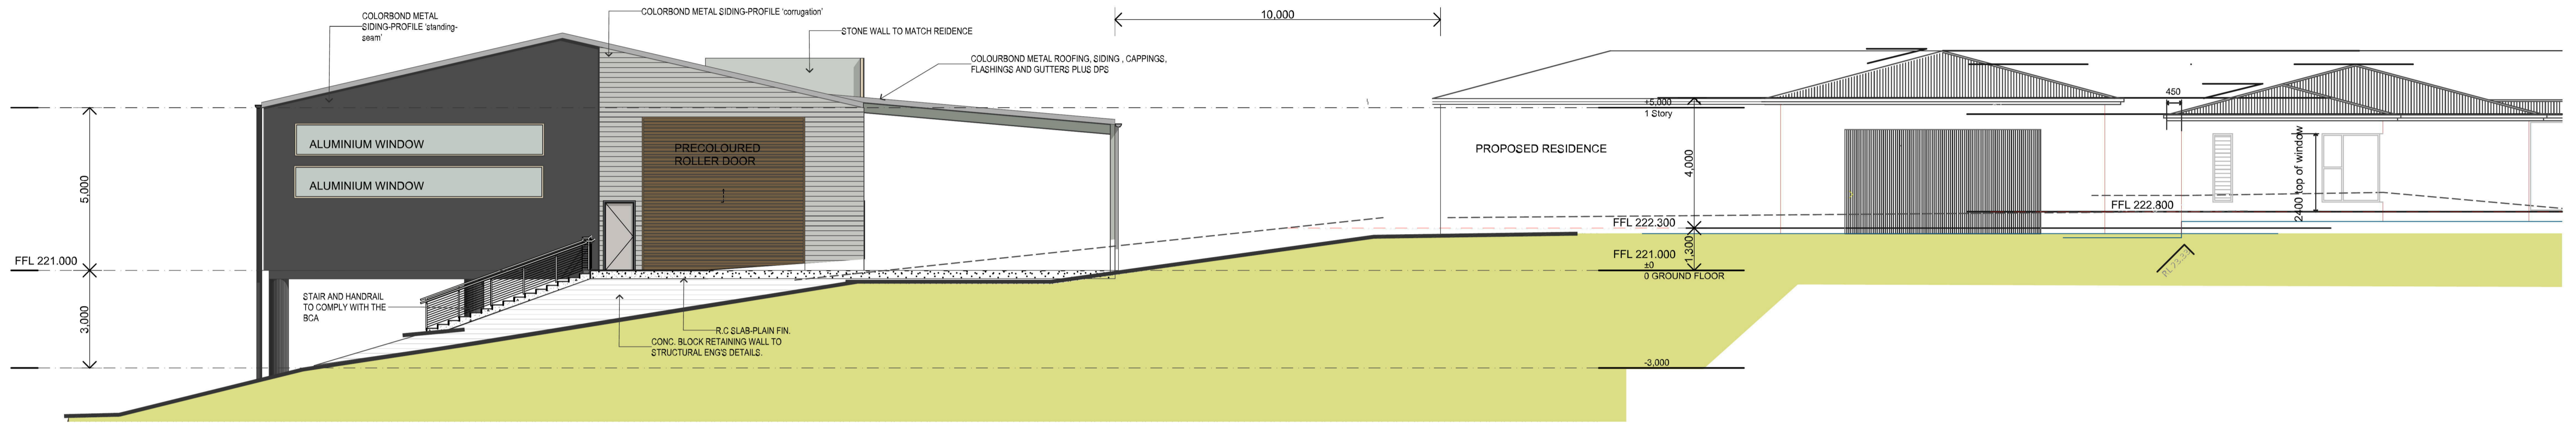 COLORBOND METAL
SIDING-PROFILE 'standing-
seam'
COLORBOND METAL SIDING-PROFILE 'corrugation'
STONE WALL TO MATCH REIDENCE
COLOURBOND METAL ROOFING, SIDING , CAPPINGS,
FLASHINGS AND GUTTERS PLUS DPS
10,000
ALUMINIUM WINDOW
ALUMINIUM WINDOW
PRECOLOURED
ROLLER DOOR
5,000
FFL 221.000
3,000
STAIR AND HANDRAIL
TO COMPLY WITH THE
BCA
R.C SLAB-PLAIN FIN.
CONC. BLOCK RETAINING WALL TO
STRUCTURAL ENG'S DETAILS.
PROPOSED RESIDENCE
+5,000
1 Story
4,000
FFL 222.300
1,300
FFL 221.000
±0
0 GROUND FLOOR
-3,000
450
2400 top of window
FFL 222.800